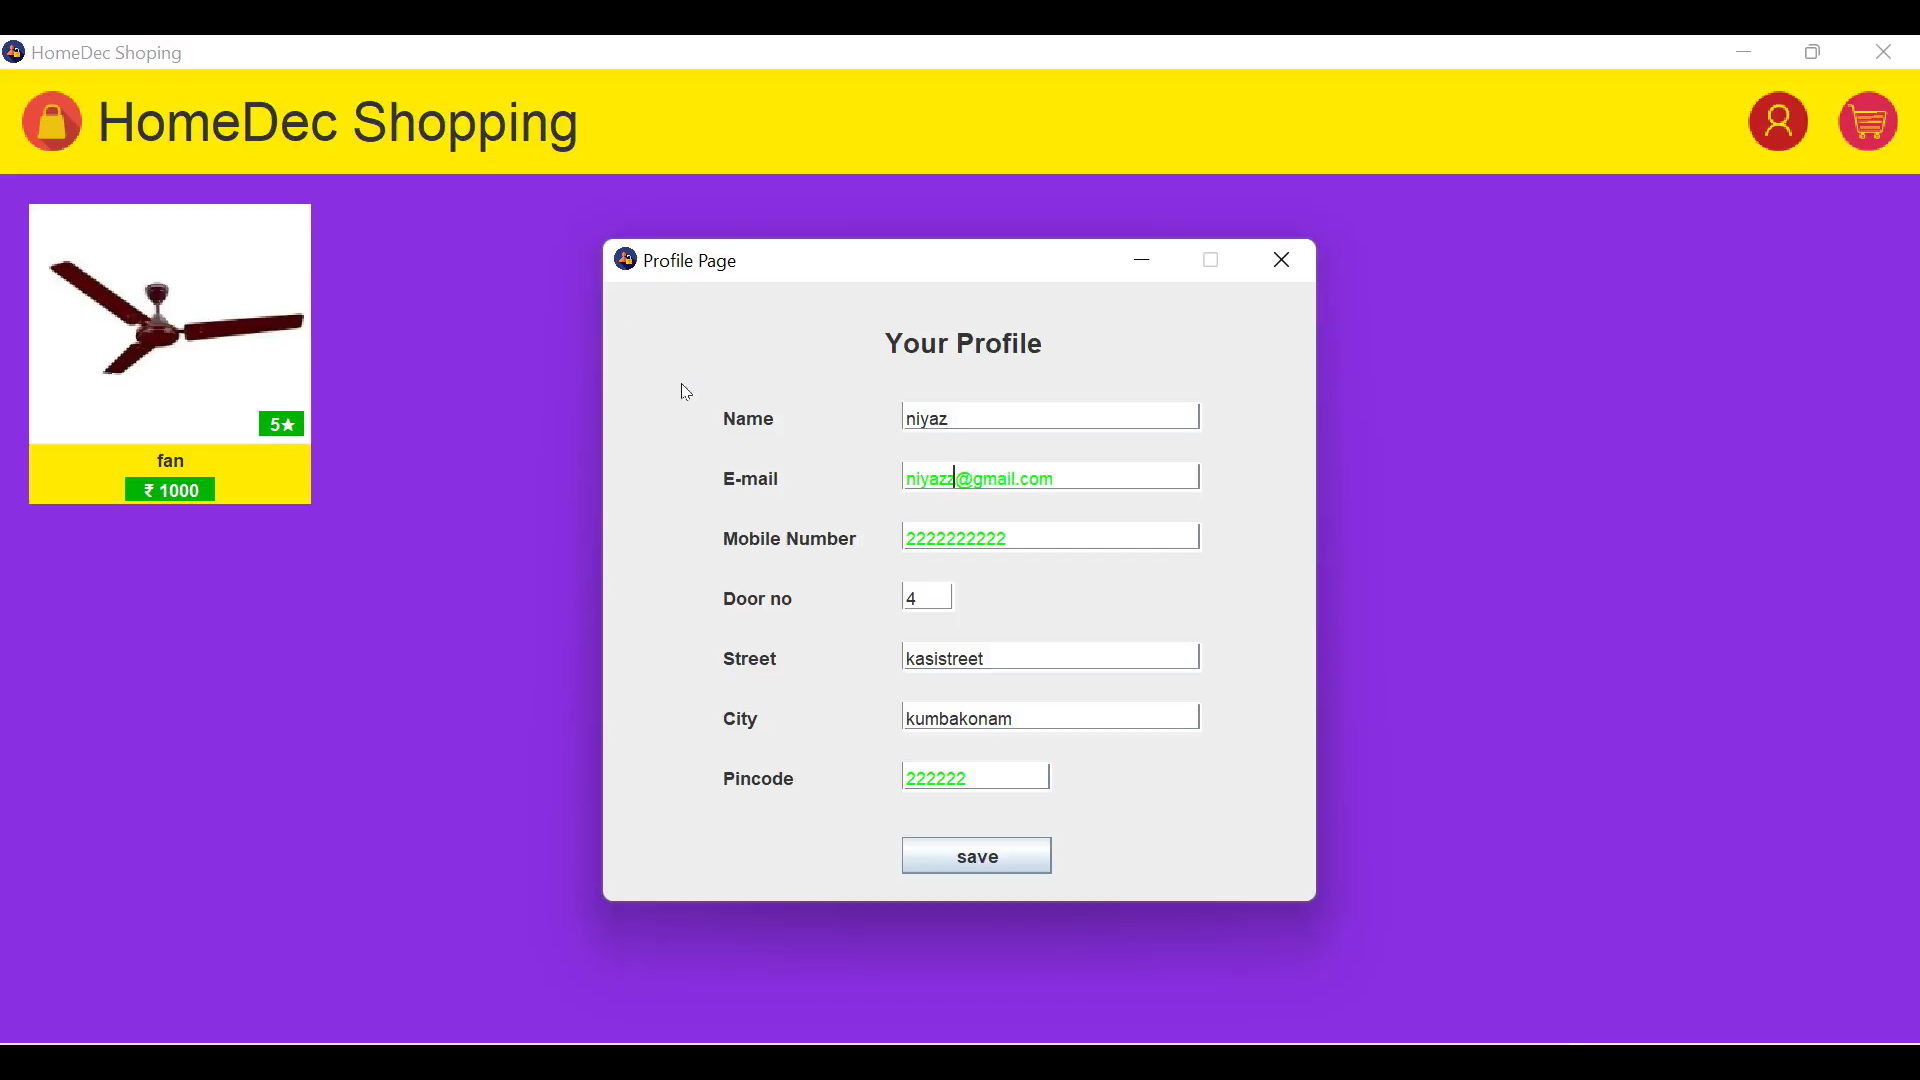 HomeDec Shoping
HomeDec Shopping
5★
fan
₹ 1000
Profile Page
Your Profile
Name niyaz
E-mail niyazz@gmail.com
Mobile Number 2222222222
Door no 4
Street kasistreet
City kumbakonam
Pincode 222222
save